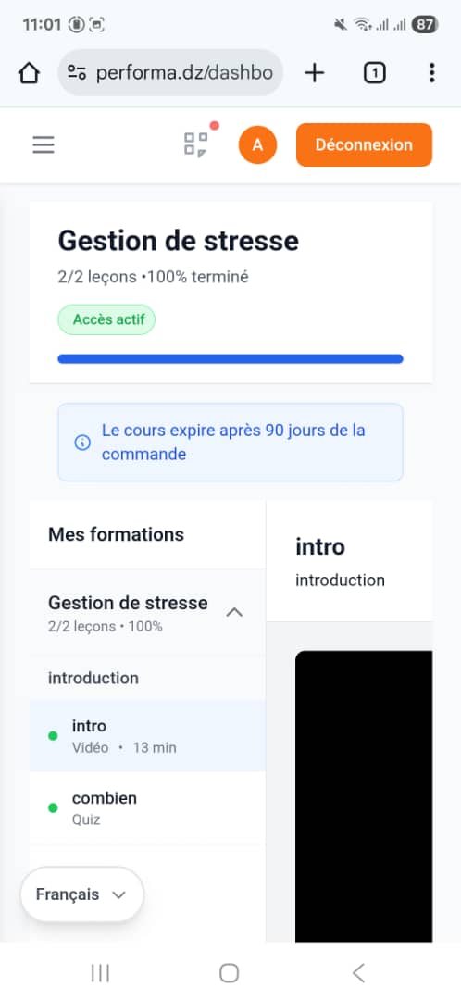 11:01
87
performa.dz/dashbo
1
A
Déconnexion
Gestion de stresse
2/2 leçons •100% terminé
Accès actif
Le cours expire après 90 jours de la
commande
Mes formations
Gestion de stresse
2/2 leçons • 100%
introduction
intro
Vidéo • 13 min
combien
Quiz
intro
introduction
Français